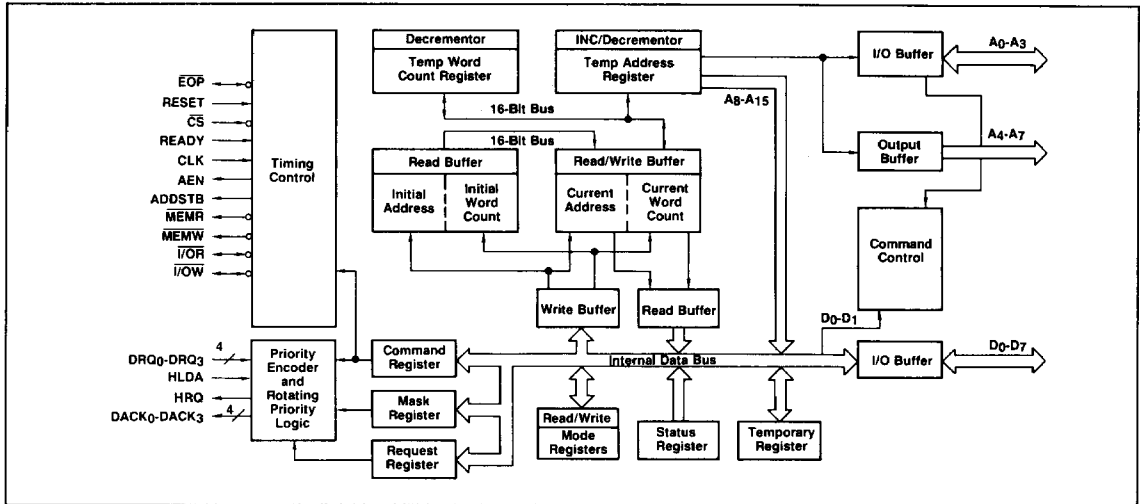 EOP
RESET
CS
READY
CLK
AEN
ADDSTB
MEMR
MEMW
I/OR
I/OW
Timing
Control
Decrementor
Temp Word
Count Register
INC/Decrementor
Temp Address
Register
I/O Buffer
A0-A3
A8-A15
16-Bit Bus
16-Bit Bus
Read Buffer
Initial
Address
Initial
Word
Count
Read/Write Buffer
Current
Address
Current
Word
Count
Output
Buffer
A4-A7
Command
Control
Write Buffer
Read Buffer
D0-D1
DRQ0-DRQ3
4
HLDA
HRQ
DACK0-DACK3
4
Priority
Encoder
and
Rotating
Priority
Logic
Command
Register
Mask
Register
Request
Register
Internal Data Bus
I/O Buffer
D0-D7
Read/Write
Mode
Registers
Status
Register
Temporary
Register